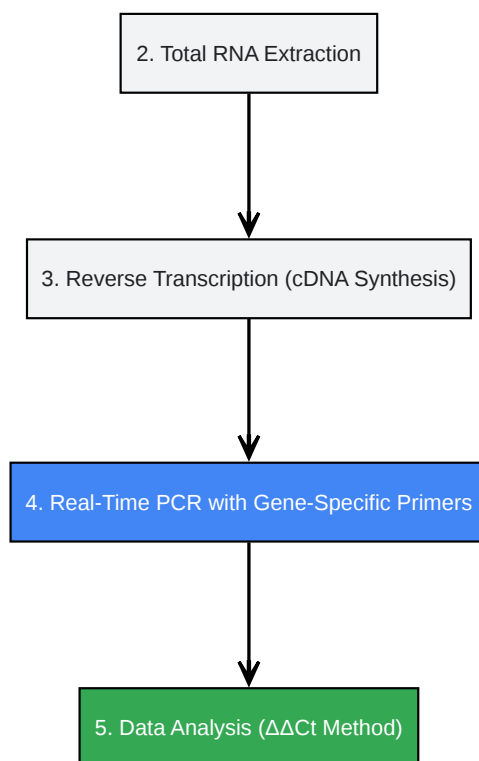 2. Total RNA Extraction
3. Reverse Transcription (cDNA Synthesis)
4. Real-Time PCR with Gene-Specific Primers
5. Data Analysis (ΔΔCt Method)